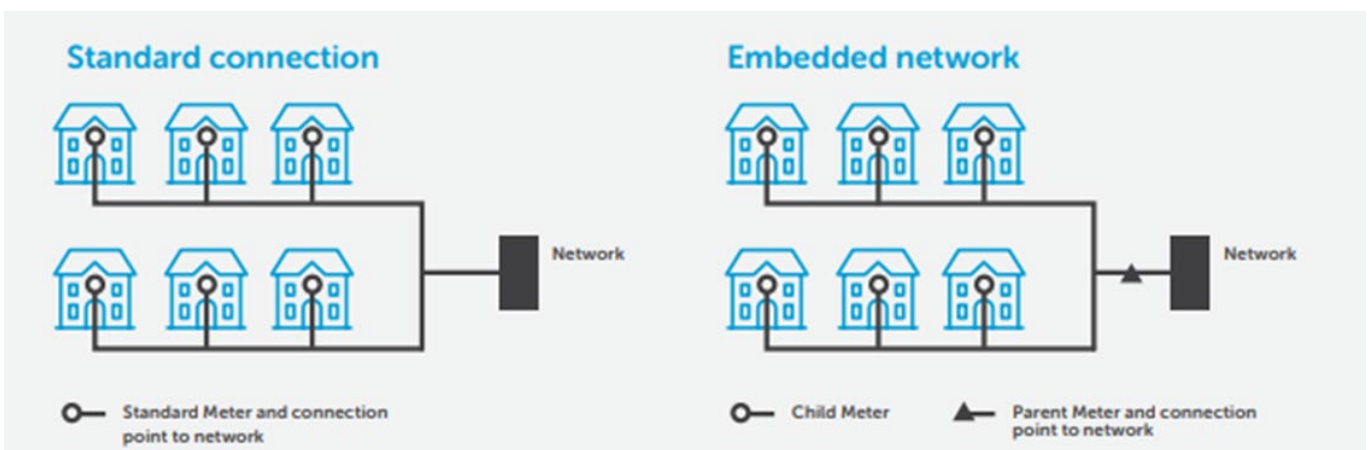 Standard connection
Network
Standard Meter and connection
point to network
Embedded network
Network
Child Meter
Parent Meter and connection
point to network